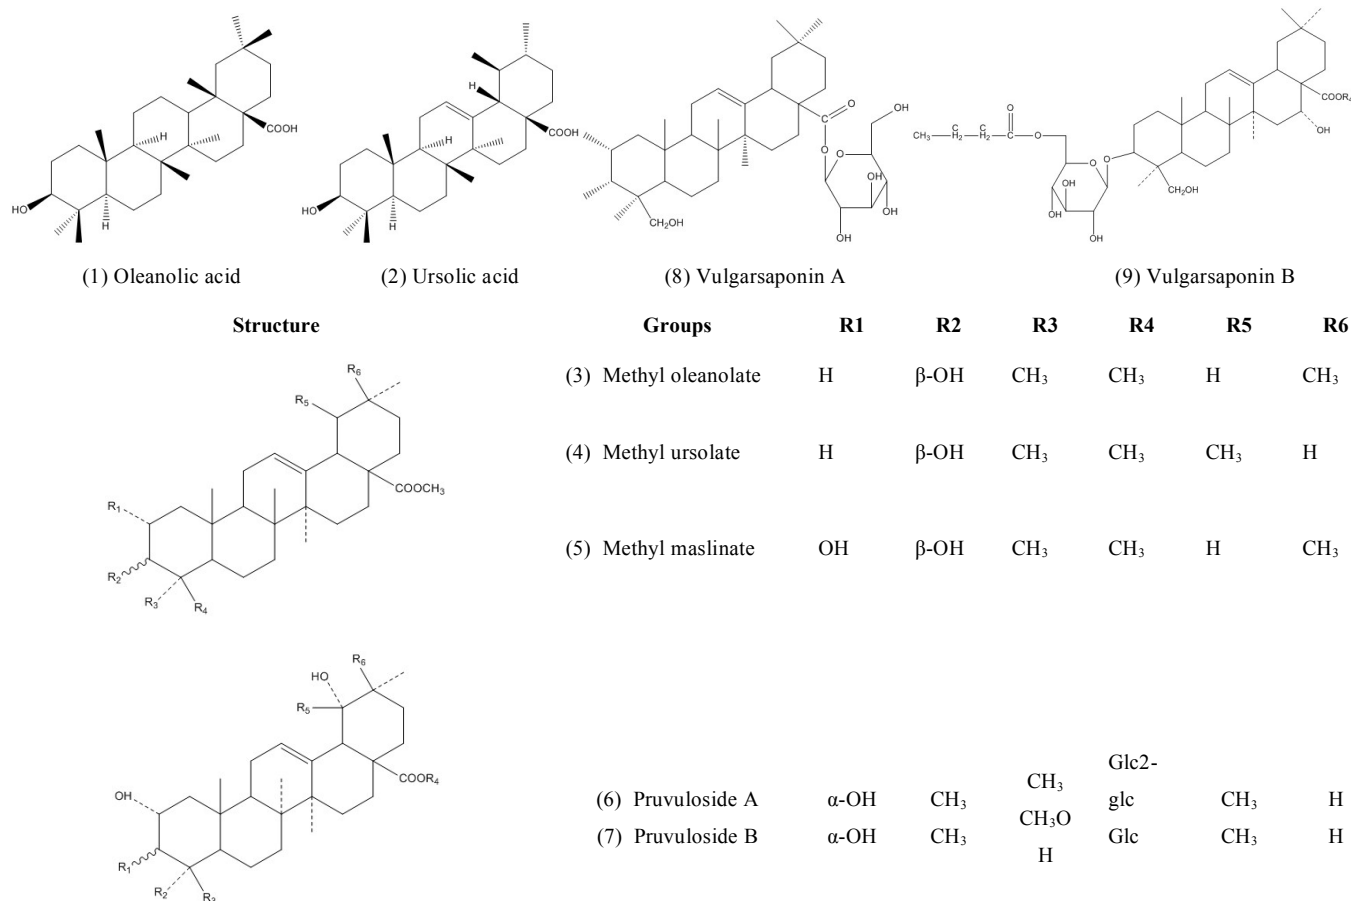 H
COOH
H
HO
H
(1) Oleanolic acid
H
H
COOH
HO
H
(2) Ursolic acid
O
OH
O
O
OH
OH
OH
CH₂OH
(8) Vulgarsaponin A
O
CH₃
C
H₂
C
H₂
O
O
O
OH
OH
OH
CH₂OH
COOR₄
OH
(9) Vulgarsaponin B
Structure Groups R1 R2 R3 R4 R5 R6
R₆
R₅
COOCH₃
R₁
R₂
R₃
R₄
(3) Methyl oleanolate H β-OH CH₃ CH₃ H CH₃
(4) Methyl ursolate H β-OH CH₃ CH₃ CH₃ H
(5) Methyl maslinate OH β-OH CH₃ CH₃ H CH₃
R₆
HO
R₅
COOR₄
OH
R₁
R₂
R₃
(6) Pruvuloside A α-OH CH₃ CH₃ Glc2-glc CH₃ H
(7) Pruvuloside B α-OH CH₃ CH₃OH Glc CH₃ H